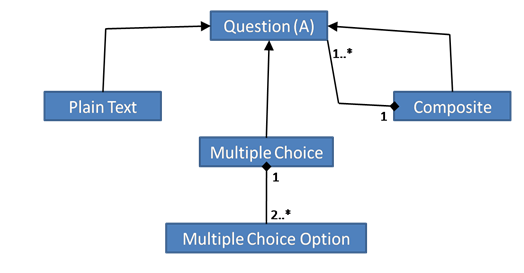 Question (A)
1..*
Plain Text
Composite
1
Multiple Choice
1
2..*
Multiple Choice Option